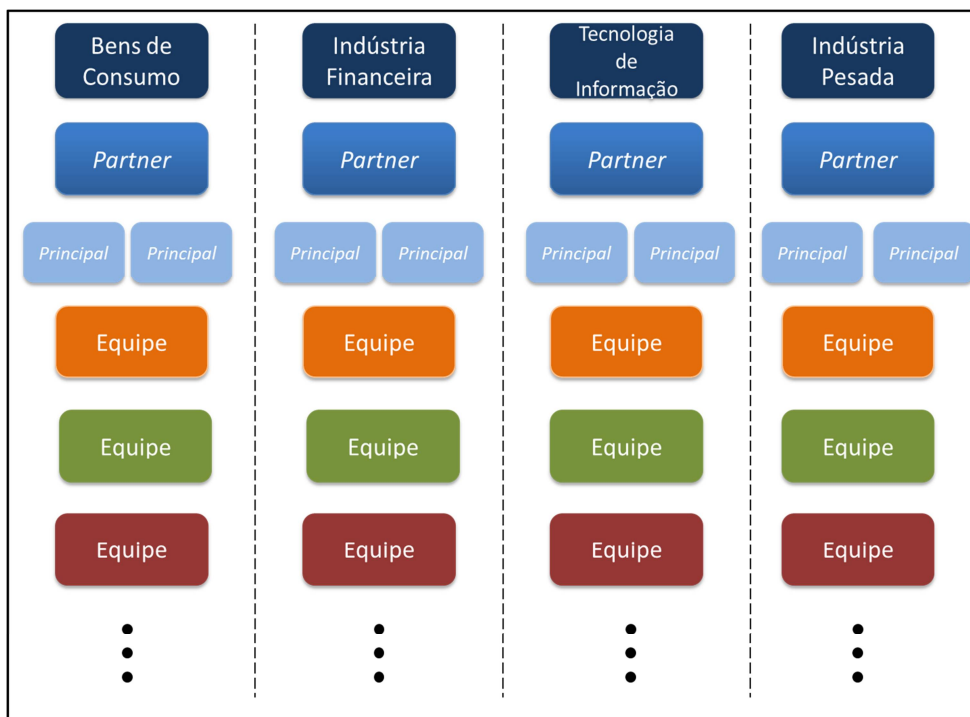 Bens de
Consumo
Indústria
Financeira
Tecnologia
de
Informação
Indústria
Pesada
Partner
Partner
Partner
Partner
Principal
Principal
Principal
Principal
Principal
Principal
Principal
Principal
Equipe
Equipe
Equipe
Equipe
Equipe
Equipe
Equipe
Equipe
Equipe
Equipe
Equipe
Equipe